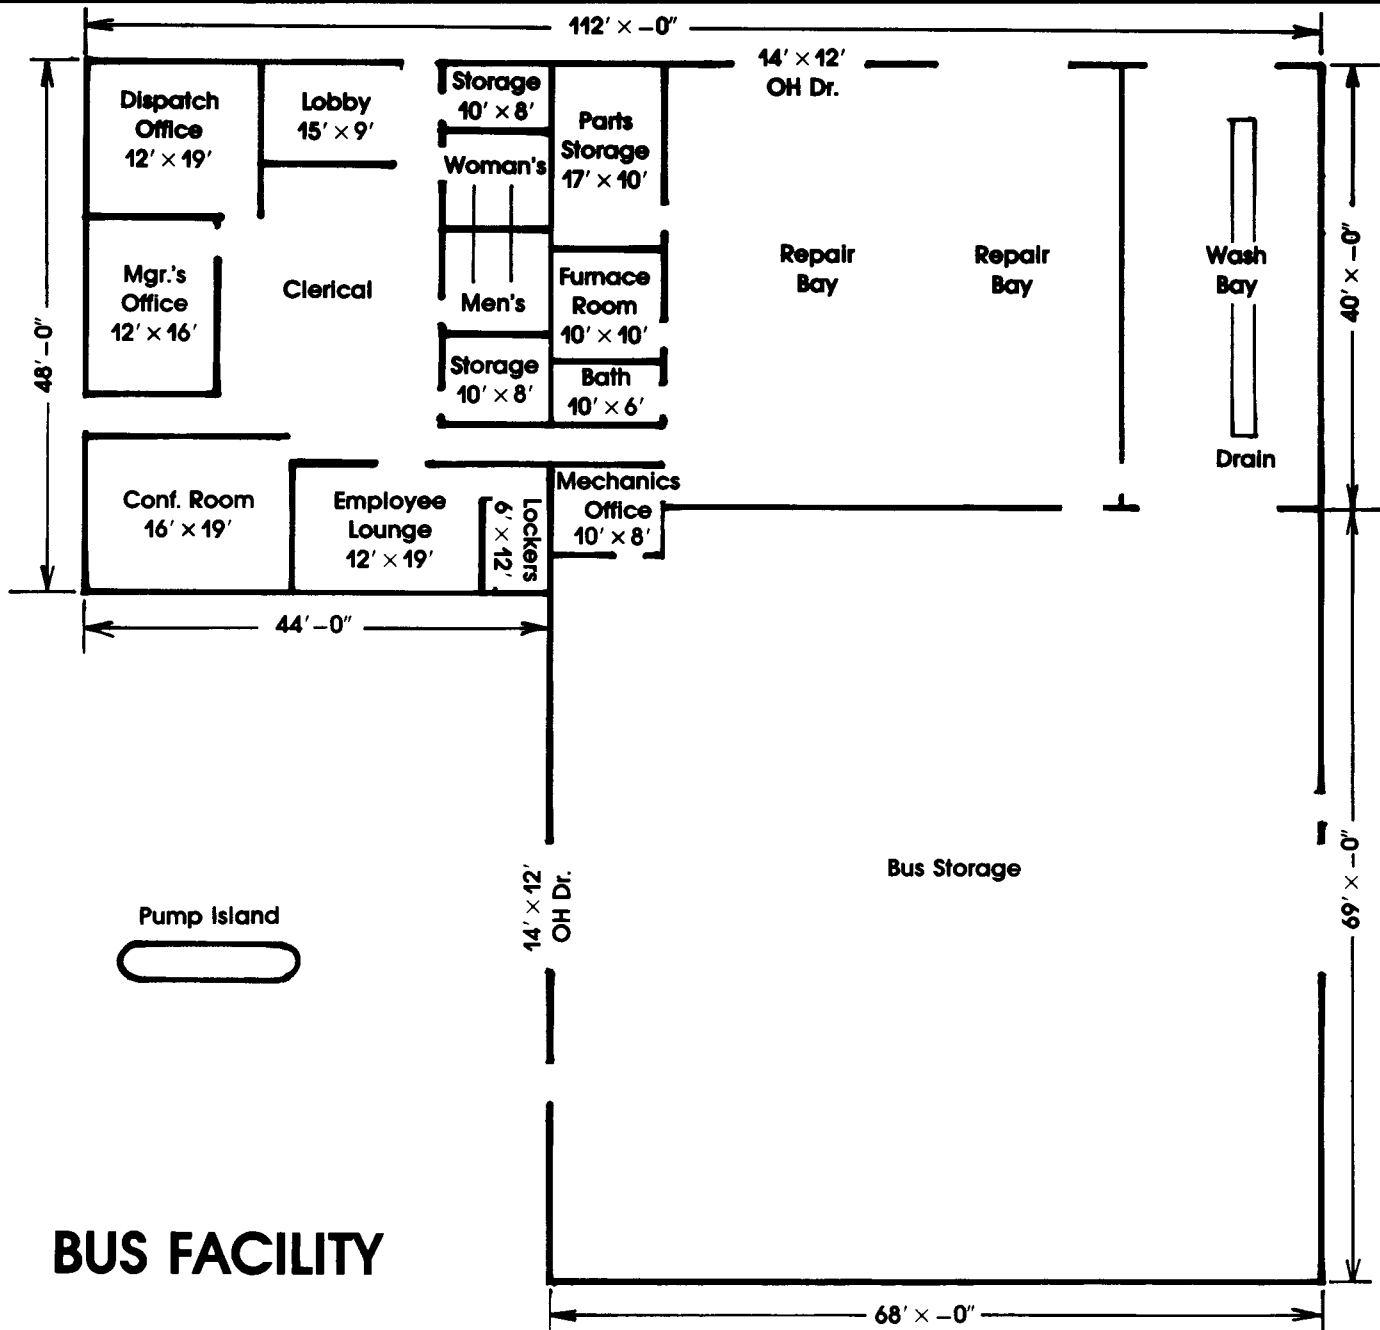 112' × -0"
14' × 12'
OH Dr.
Dispatch
Office
12' × 19'
Lobby
15' × 9'
Storage
10' × 8'
Woman's
Parts
Storage
17' × 10'
Mgr.'s
Office
12' × 16'
Clerical
Men's
Furnace
Room
10' × 10'
Storage
10' × 8'
Bath
10' × 6'
Repair
Bay
Repair
Bay
Wash
Bay
Drain
40' × -0"
48'-0"
Conf. Room
16' × 19'
Employee
Lounge
12' × 19'
Lockers
6' × 12'
Mechanics
Office
10' × 8'
44'-0"
Bus Storage
14' × 12'
OH Dr.
69' × -0"
Pump Island
BUS FACILITY
68' × -0"